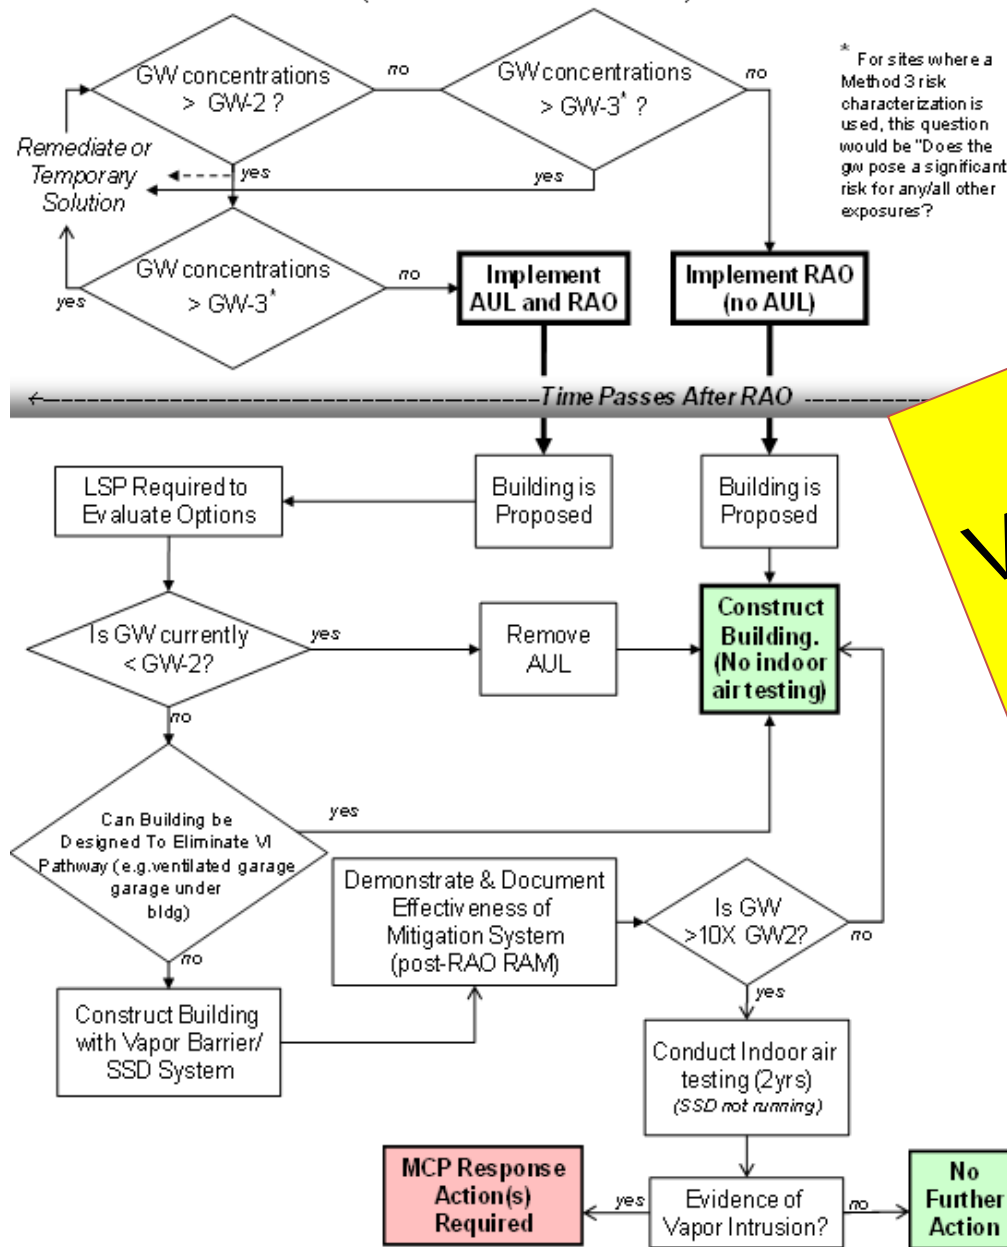 GW concentrations
> GW-2 ?
no
GW concentrations
> GW-3* ?
no
* For sites where a
Method 3 risk
characterization is
used, this question
would be "Does the
gw pose a significant
risk for any/all other
exposures'?
Remediate or
Temporary
Solution
yes
yes
GW concentrations
> GW-3*
yes
no
Implement
AUL and RAO
Implement RAO
(no AUL)
Time Passes After RAO
LSP Required to
Evaluate Options
Building is
Proposed
Building is
Proposed
Is GW currently
< GW-2?
yes
Remove
AUL
Construct
Building.
(No indoor
air testing)
no
Can Building be
Designed To Eliminate VI
Pathway (e.g.ventilated garage
garage under
bldg)
yes
no
Demonstrate & Document
Effectiveness of
Mitigation System
(post-RAO RAM)
Is GW
>10X GW2?
no
yes
Construct Building
with Vapor Barrier/
SSD System
Conduct Indoor air
testing (2yrs)
(SSD not running)
MCP Response
Action(s)
Required
yes
Evidence of
Vapor Intrusion?
no
No
Further
Action